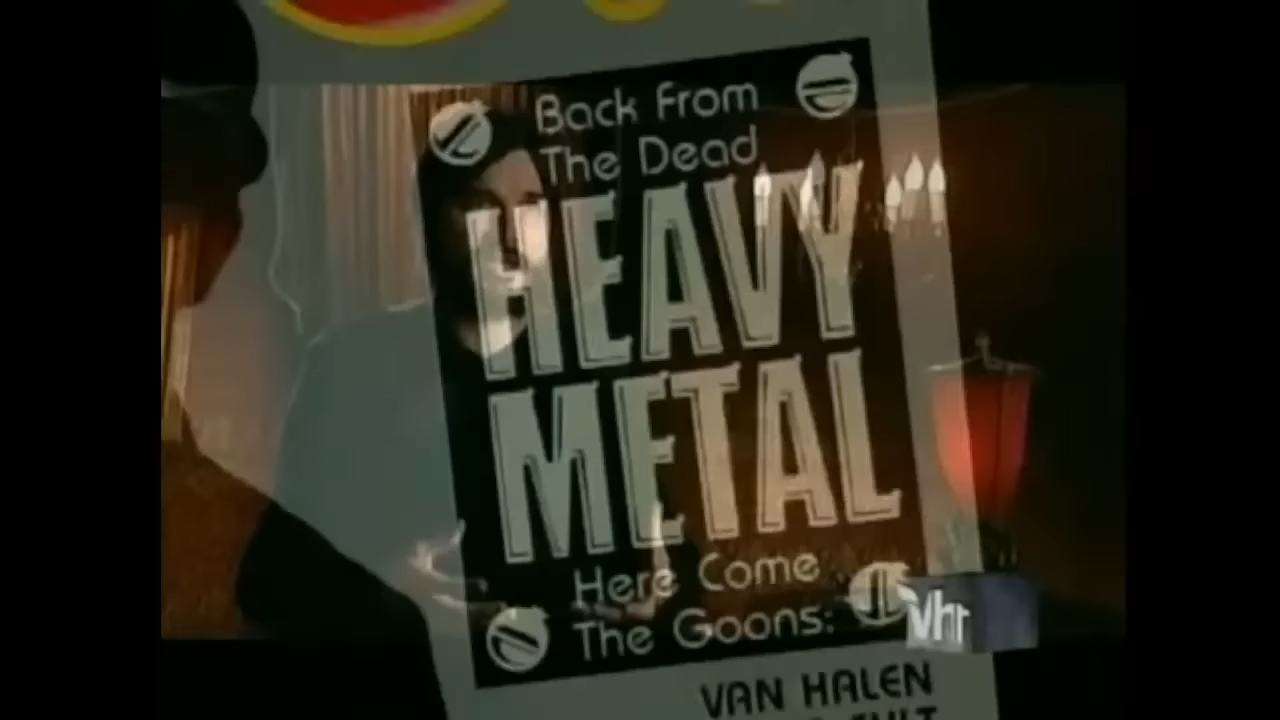 Back From
The Dead
HEAVY
METAL
Here Come
The Goons:
Vh1
VAN HALEN